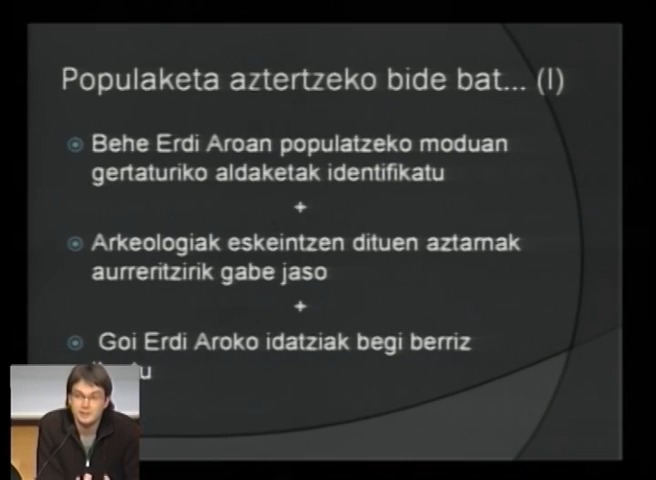 Populaketa aztertzeko bide bat... (I)
Behe Erdi Aroan populatzeko moduan
gertaturiko aldaketak identifikatu
+
Arkeologiak eskeintzen dituen aztarnak
aurreritzirik gabe jaso
+
Goi Erdi Aroko idatziak begi berriz